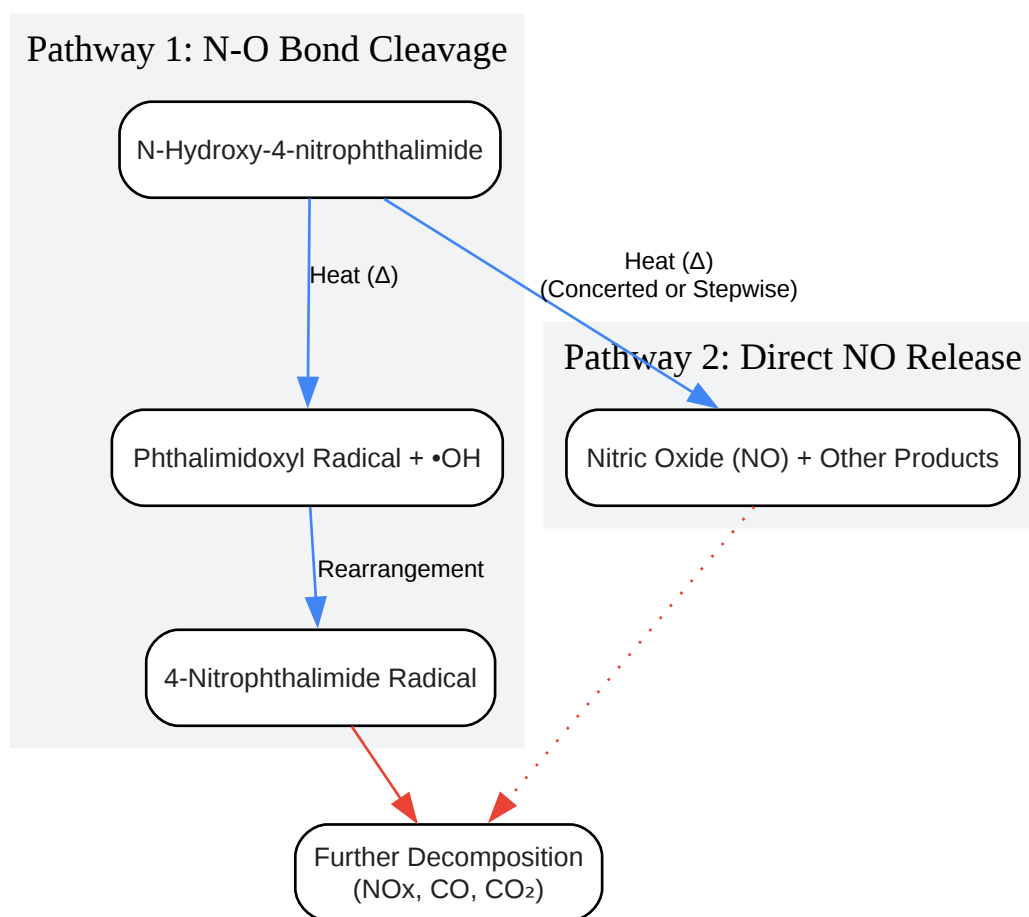 Pathway 1: N-O Bond Cleavage
N-Hydroxy-4-nitrophthalimide
Heat (Δ)
Heat (Δ)
(Concerted or Stepwise)
Pathway 2: Direct NO Release
Phthalimidoxyl Radical + •OH
Nitric Oxide (NO) + Other Products
Rearrangement
4-Nitrophthalimide Radical
Further Decomposition
(NOx, CO, CO₂)